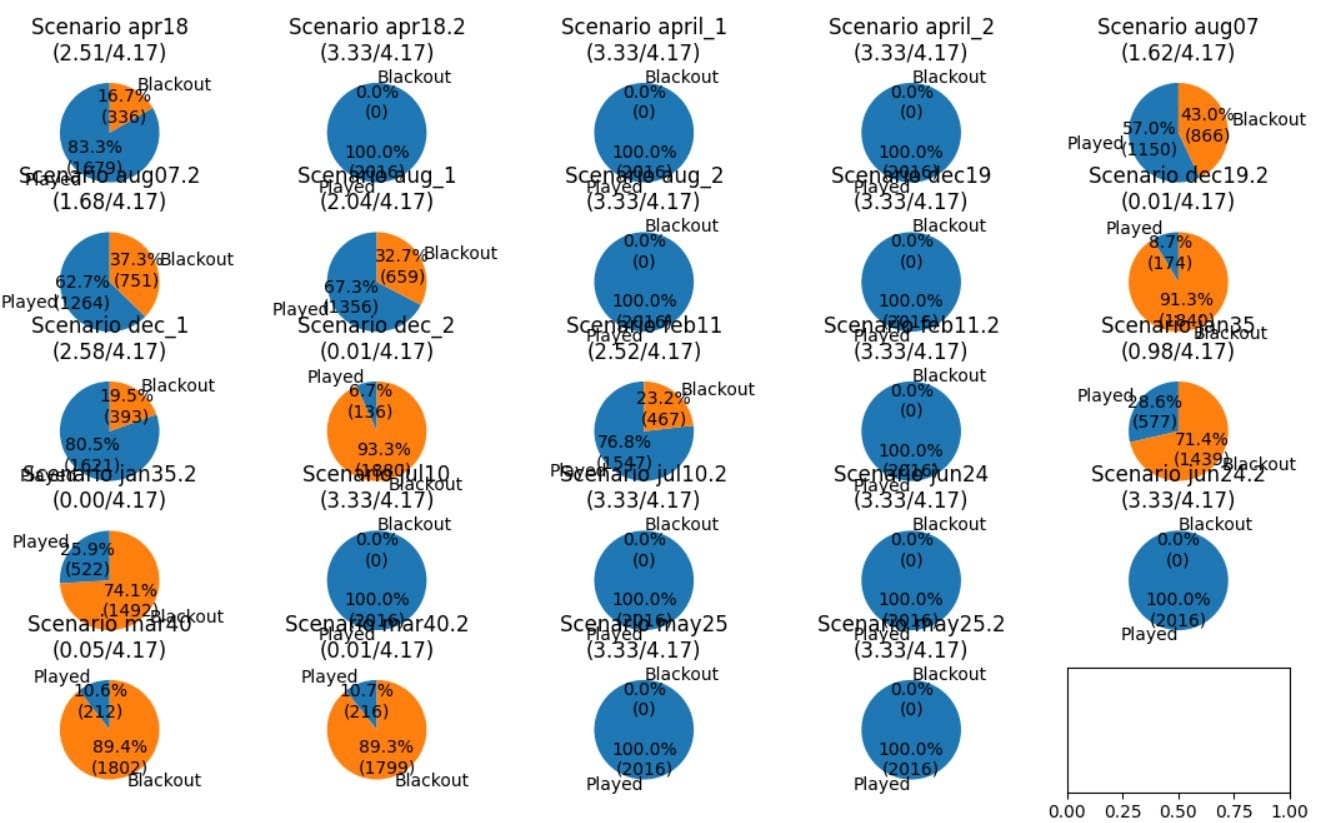 Scenario apr18
(2.51/4.17)
Blackout
16.7%
(336)
83.3%
(1679)
Played
Scenario apr18.2
(3.33/4.17)
Blackout
0.0%
(0)
100.0%
(2016)
Played
Scenario april_1
(3.33/4.17)
Blackout
0.0%
(0)
100.0%
(2016)
Played
Scenario april_2
(3.33/4.17)
Blackout
0.0%
(0)
100.0%
(2016)
Played
Scenario aug07
(1.62/4.17)
43.0%
(866)
Blackout
57.0%
(1150)
Played
Scenario aug07.2
(1.68/4.17)
37.3%
(751)
Blackout
62.7%
(1264)
Played
Scenario aug_1
(2.04/4.17)
32.7%
(659)
Blackout
67.3%
(1356)
Played
Scenario aug_2
(3.33/4.17)
Blackout
0.0%
(0)
100.0%
(2016)
Played
Scenario dec19
(3.33/4.17)
Blackout
0.0%
(0)
100.0%
Played
Scenario dec19.2
(0.01/4.17)
Played
8.7%
(174)
91.3%
(1840)
Blackout
Scenario dec_1
(2.58/4.17)
Blackout
19.5%
(393)
80.5%
(1621)
Played
Scenario dec_2
(0.01/4.17)
Played
6.7%
(136)
93.3%
(1880)
Blackout
Scenario feb11
(2.52/4.17)
Blackout
23.2%
(467)
76.8%
(1547)
Played
Scenario feb11.2
(3.33/4.17)
Blackout
0.0%
(0)
100.0%
(2016)
Played
Scenario jan35
(0.98/4.17)
Played
28.6%
(577)
71.4%
(1439)
Blackout
Scenario jan35.2
(0.00/4.17)
Played
25.9%
(522)
74.1%
(1492)
Blackout
Scenario jul10
(3.33/4.17)
Blackout
0.0%
(0)
100.0%
(2016)
Played
Scenario jul10.2
(3.33/4.17)
Blackout
0.0%
(0)
100.0%
(2016)
Played
Scenario jun24
(3.33/4.17)
Blackout
0.0%
(0)
100.0%
(2016)
Played
Scenario jun24.2
(3.33/4.17)
Blackout
0.0%
(0)
100.0%
(2016)
Played
Scenario mar40
(0.05/4.17)
Played
10.6%
(212)
89.4%
(1802)
Blackout
Scenario mar40.2
(0.01/4.17)
Played
10.7%
(216)
89.3%
(1799)
Blackout
Scenario may25
(3.33/4.17)
Blackout
0.0%
(0)
100.0%
(2016)
Played
Scenario may25.2
(3.33/4.17)
Blackout
0.0%
(0)
100.0%
(2016)
Played
0.00 0.25 0.50 0.75 1.00